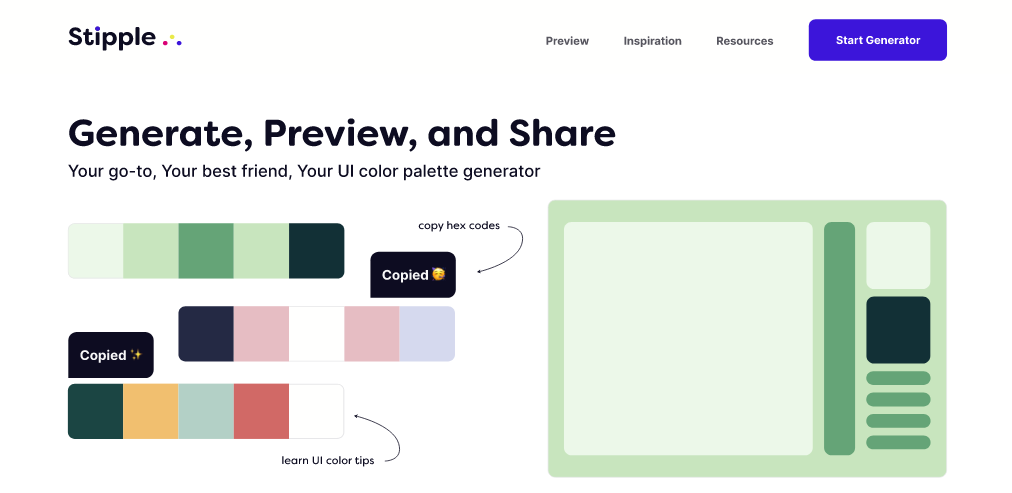 Stipple
Preview
Inspiration
Resources
Start Generator
Generate, Preview, and Share
Your go-to, Your best friend, Your UI color palette generator
copy hex codes
Copied 🥳
Copied ✨
learn UI color tips